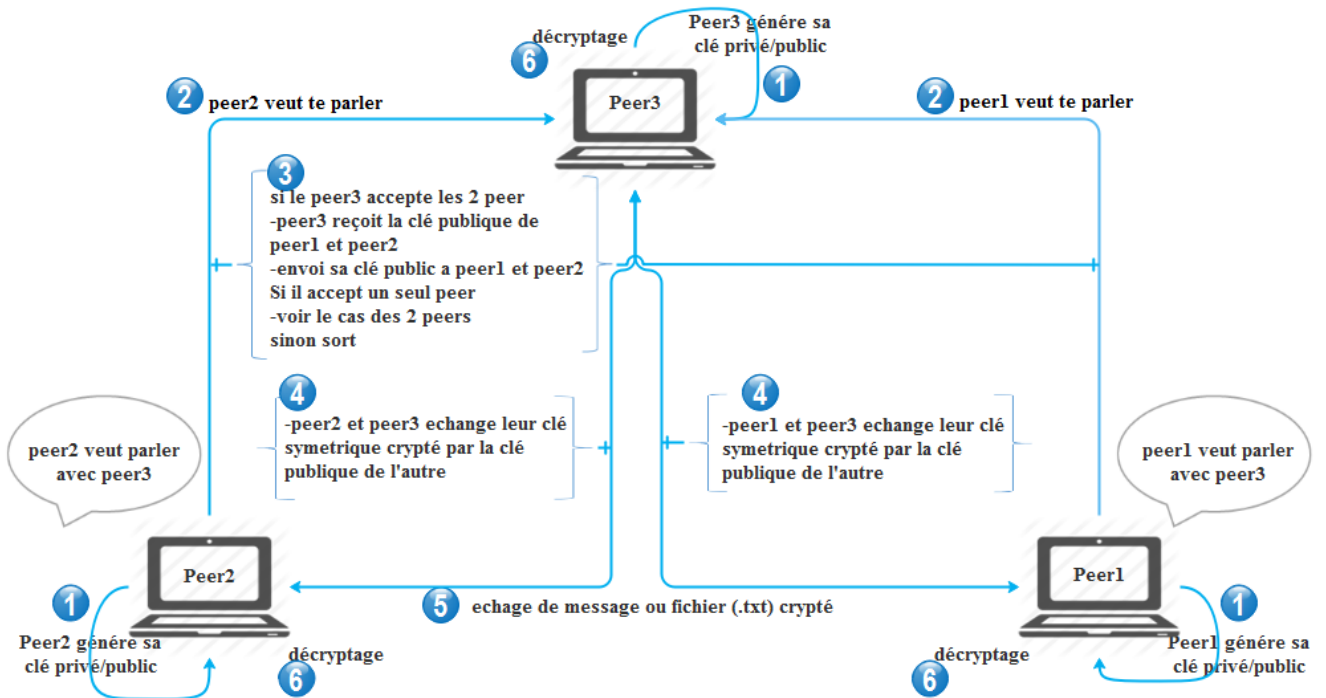 décryptage
6
Peer3 génére sa
clé privé/public
1
Peer3
2 peer2 veut te parler
2 peer1 veut te parler
3
si le peer3 accepte les 2 peer
-peer3 reçoit la clé publique de
peer1 et peer2
-envoi sa clé public a peer1 et peer2
Si il accept un seul peer
-voir le cas des 2 peers
sinon sort
4
-peer2 et peer3 echange leur clé
symetrique crypté par la clé
publique de l'autre
4
-peer1 et peer3 echange leur clé
symetrique crypté par la clé
publique de l'autre
peer2 veut parler
avec peer3
peer1 veut parler
avec peer3
Peer2
Peer1
1
Peer2 génére sa
clé privé/public
5 echage de message ou fichier (.txt) crypté
1
Peer1 génére sa
clé privé/public
décryptage
6
décryptage
6